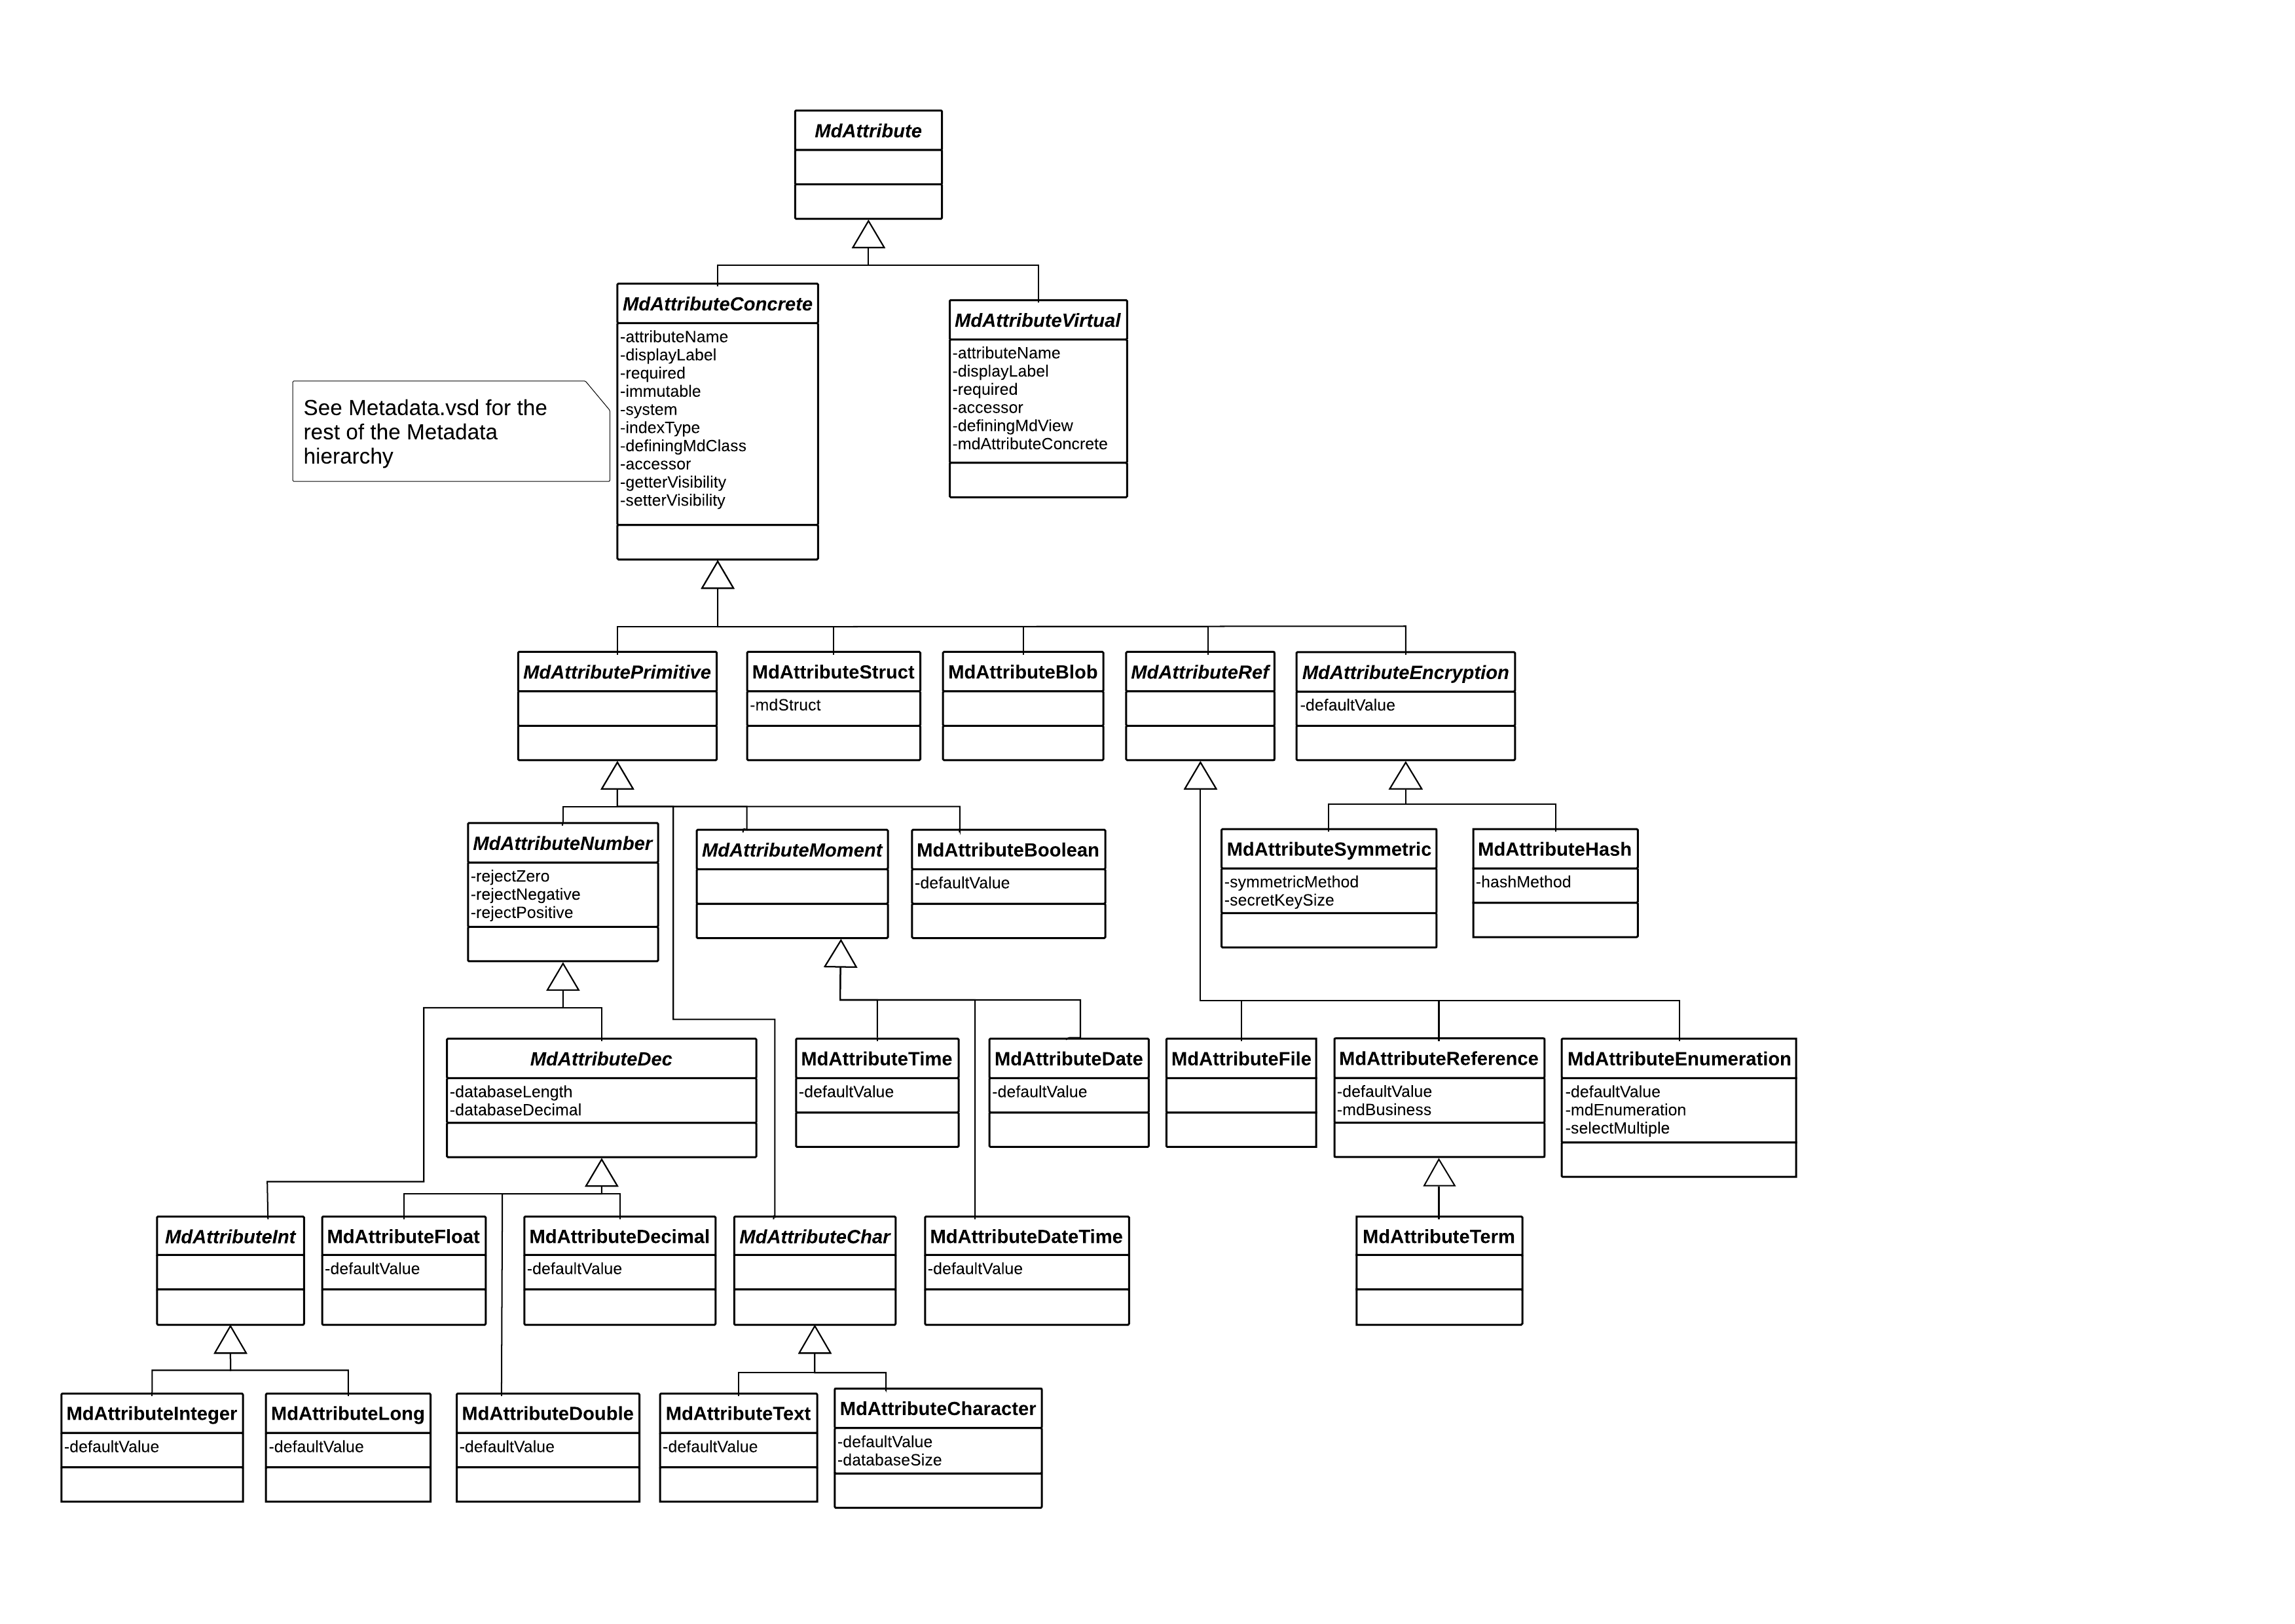 MdAttribute
MdAttributeConcrete
-attributeName
-displayLabel
-required
-immutable
-system
-indexType
-definingMdClass
-accessor
-getterVisibility
-setterVisibility
MdAttributeVirtual
-attributeName
-displayLabel
-required
-accessor
-definingMdView
-mdAttributeConcrete
See Metadata.vsd for the
rest of the Metadata
hierarchy
MdAttributePrimitive
MdAttributeStruct
-mdStruct
MdAttributeBlob
MdAttributeRef
MdAttributeEncryption
-defaultValue
MdAttributeNumber
-rejectZero
-rejectNegative
-rejectPositive
MdAttributeMoment
MdAttributeBoolean
-defaultValue
MdAttributeSymmetric
-symmetricMethod
-secretKeySize
MdAttributeHash
-hashMethod
MdAttributeDec
-databaseLength
-databaseDecimal
MdAttributeTime
-defaultValue
MdAttributeDate
-defaultValue
MdAttributeFile
MdAttributeReference
-defaultValue
-mdBusiness
MdAttributeEnumeration
-defaultValue
-mdEnumeration
-selectMultiple
MdAttributeInt
MdAttributeFloat
-defaultValue
MdAttributeDecimal
-defaultValue
MdAttributeChar
MdAttributeDateTime
-defaultValue
MdAttributeTerm
MdAttributeInteger
-defaultValue
MdAttributeLong
-defaultValue
MdAttributeDouble
-defaultValue
MdAttributeText
-defaultValue
MdAttributeCharacter
-defaultValue
-databaseSize